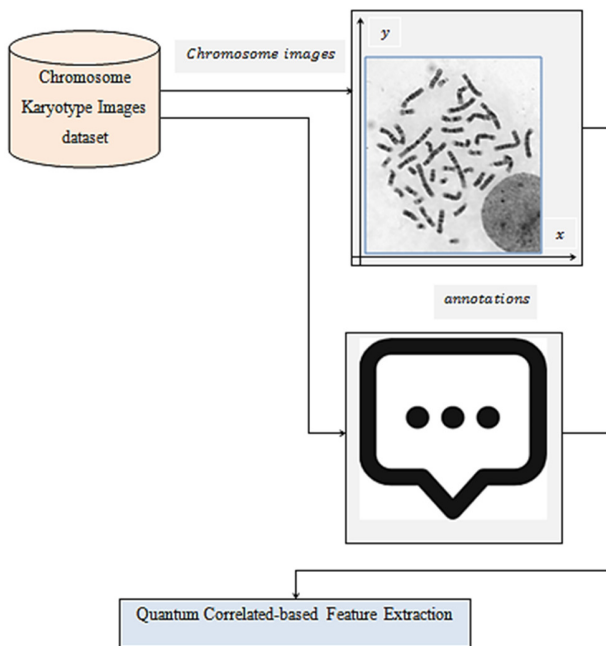 Chromosome
Karyotype Images
dataset
Chromosome images
y
x
annotations
Quantum Correlated-based Feature Extraction